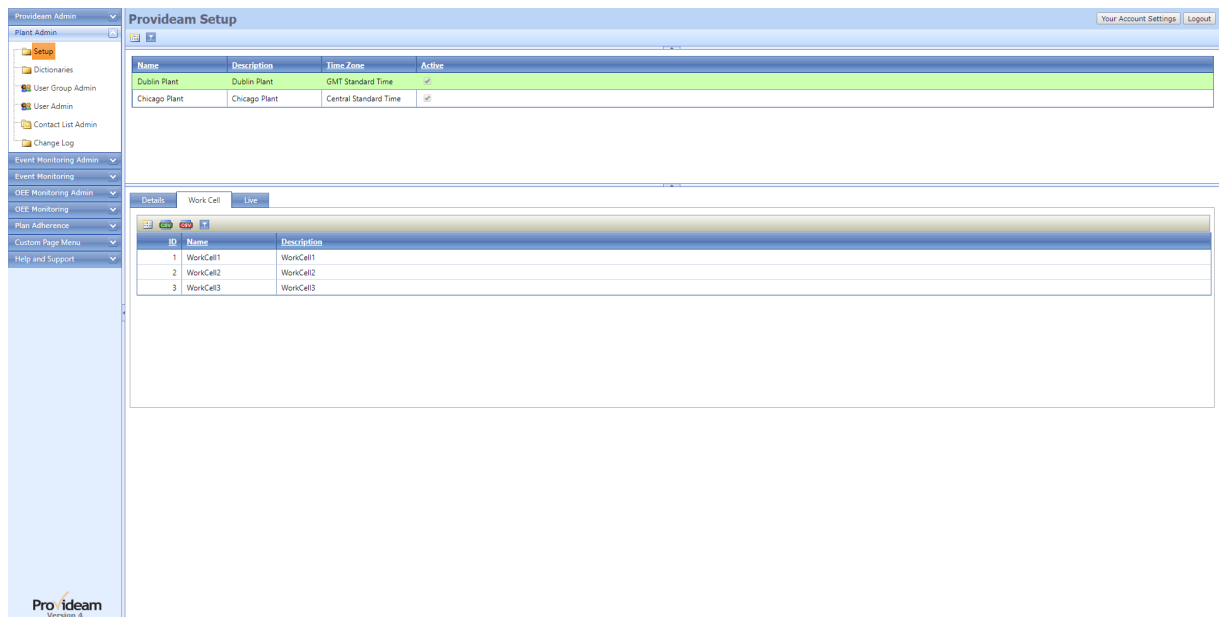 Provideam Admin
Plant Admin
Setup
Dictionaries
User Group Admin
User Admin
Contact List Admin
Change Log
Event Monitoring Admin
Event Monitoring
OEE Monitoring Admin
OEE Monitoring
Plan Adherence
Custom Page Menu
Help and Support
Provideam
Version 4
Provideam Setup
Your Account Settings Logout
Name Description Time Zone Active
Dublin Plant Dublin Plant GMT Standard Time
Chicago Plant Chicago Plant Central Standard Time
Details Work Cell Live
CSV CSV
ID Name Description
1 WorkCell1 WorkCell1
2 WorkCell2 WorkCell2
3 WorkCell3 WorkCell3